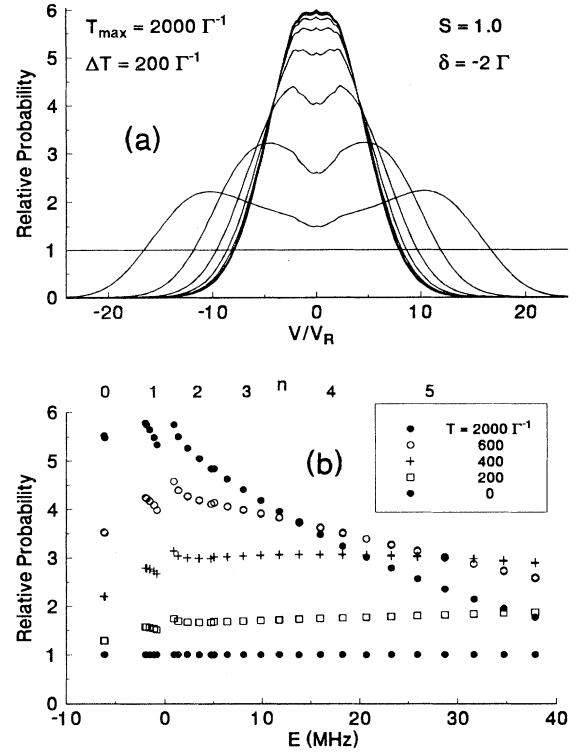 T_max = 2000 Γ⁻¹
ΔT = 200 Γ⁻¹
S = 1.0
δ = -2 Γ
(a)
Relative Probability
6
5
4
3
2
1
0
-20 -10 0 10 20
V/V_R
0 1 2 3 n 4 5
(b)
T = 2000 Γ⁻¹
600
400
200
0
Relative Probability
6
5
4
3
2
1
0
-10 0 10 20 30 40
E (MHz)